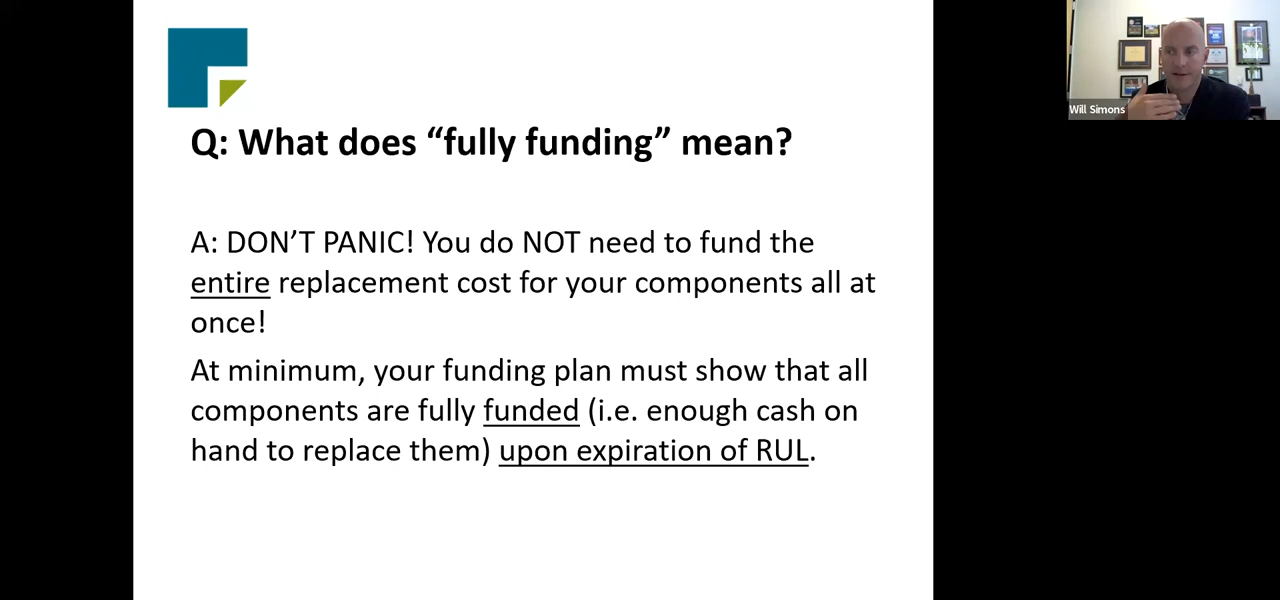 Q: What does “fully funding” mean?
A: DON’T PANIC! You do NOT need to fund the
entire replacement cost for your components all at
once!
At minimum, your funding plan must show that all
components are fully funded (i.e. enough cash on
hand to replace them) upon expiration of RUL.
Will Simons